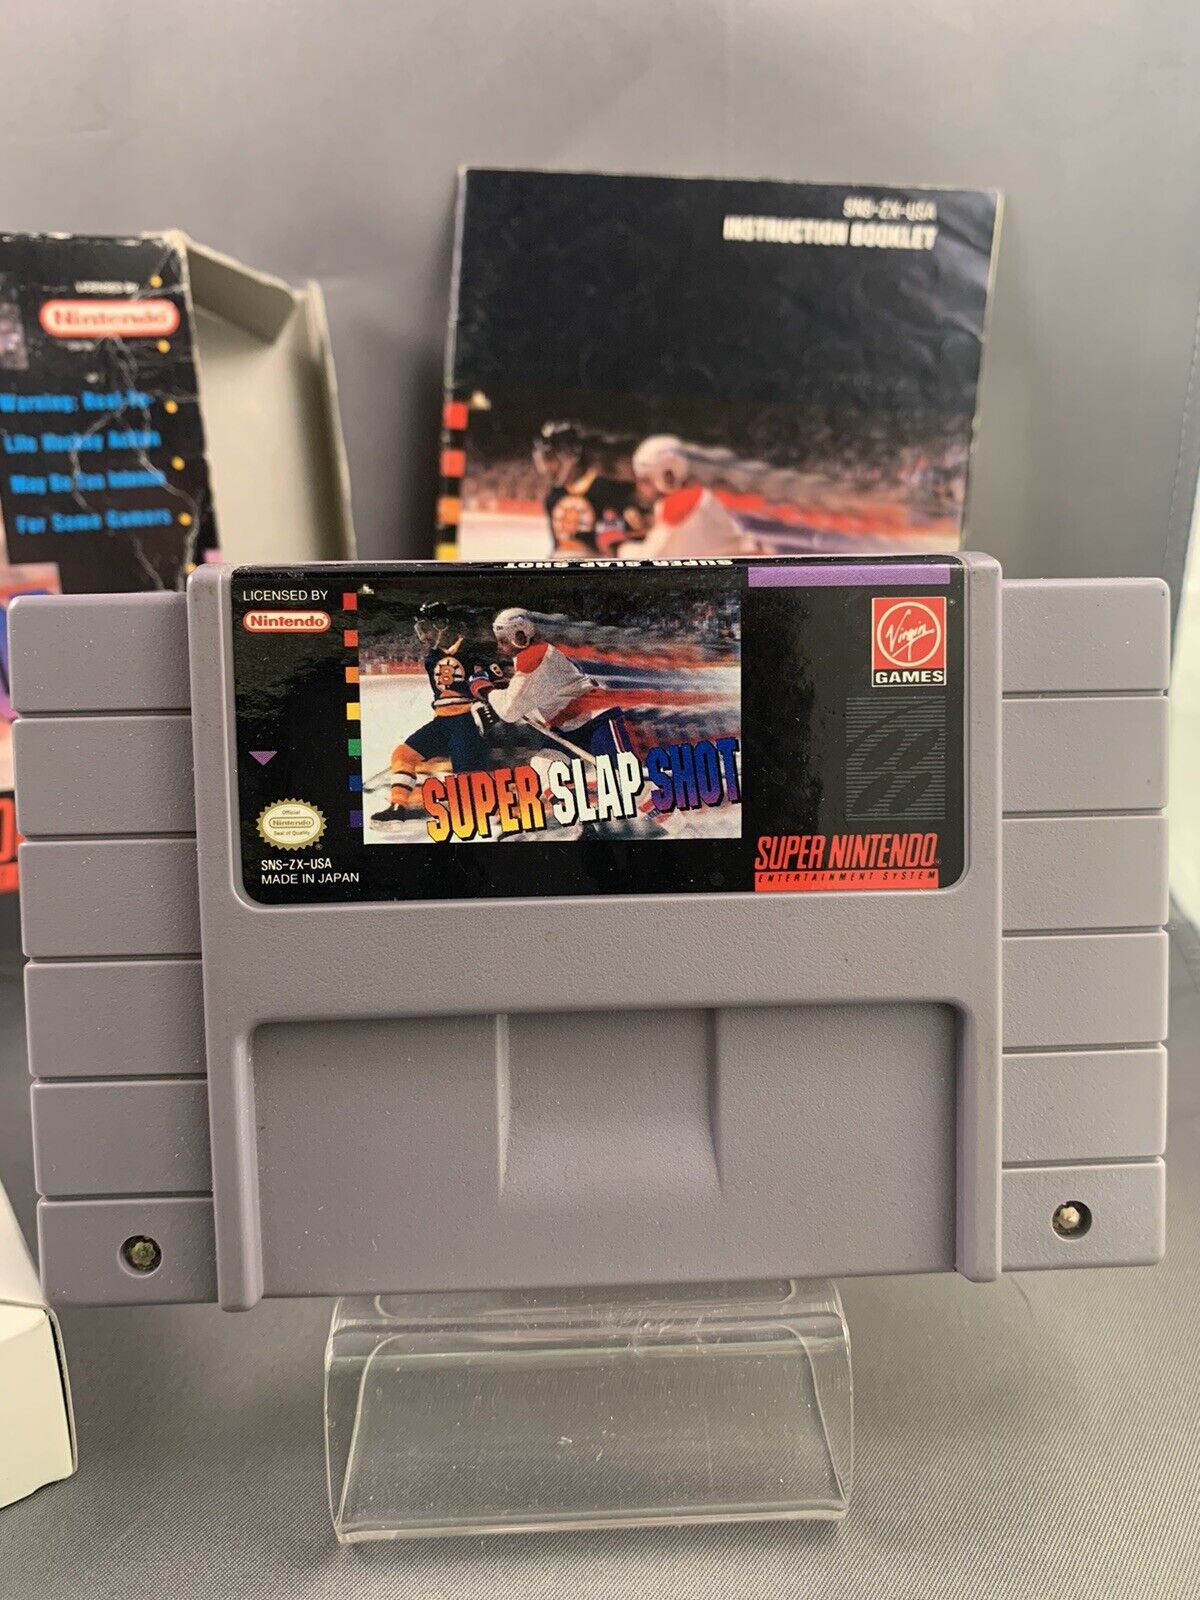 SNS-ZX-USA
INSTRUCTION BOOKLET
LICENSED BY
Nintendo
Warning: Real-
Life Hockey Action
May Be Too Intense
For Some Gamers
SUPER SLAP SHOT
LICENSED BY
Nintendo
Virgin
GAMES
B
SUPER SLAP SHOT
Official
Nintendo
Seal of Quality
SNS-ZX-USA
MADE IN JAPAN
SUPER NINTENDO
ENTERTAINMENT SYSTEM